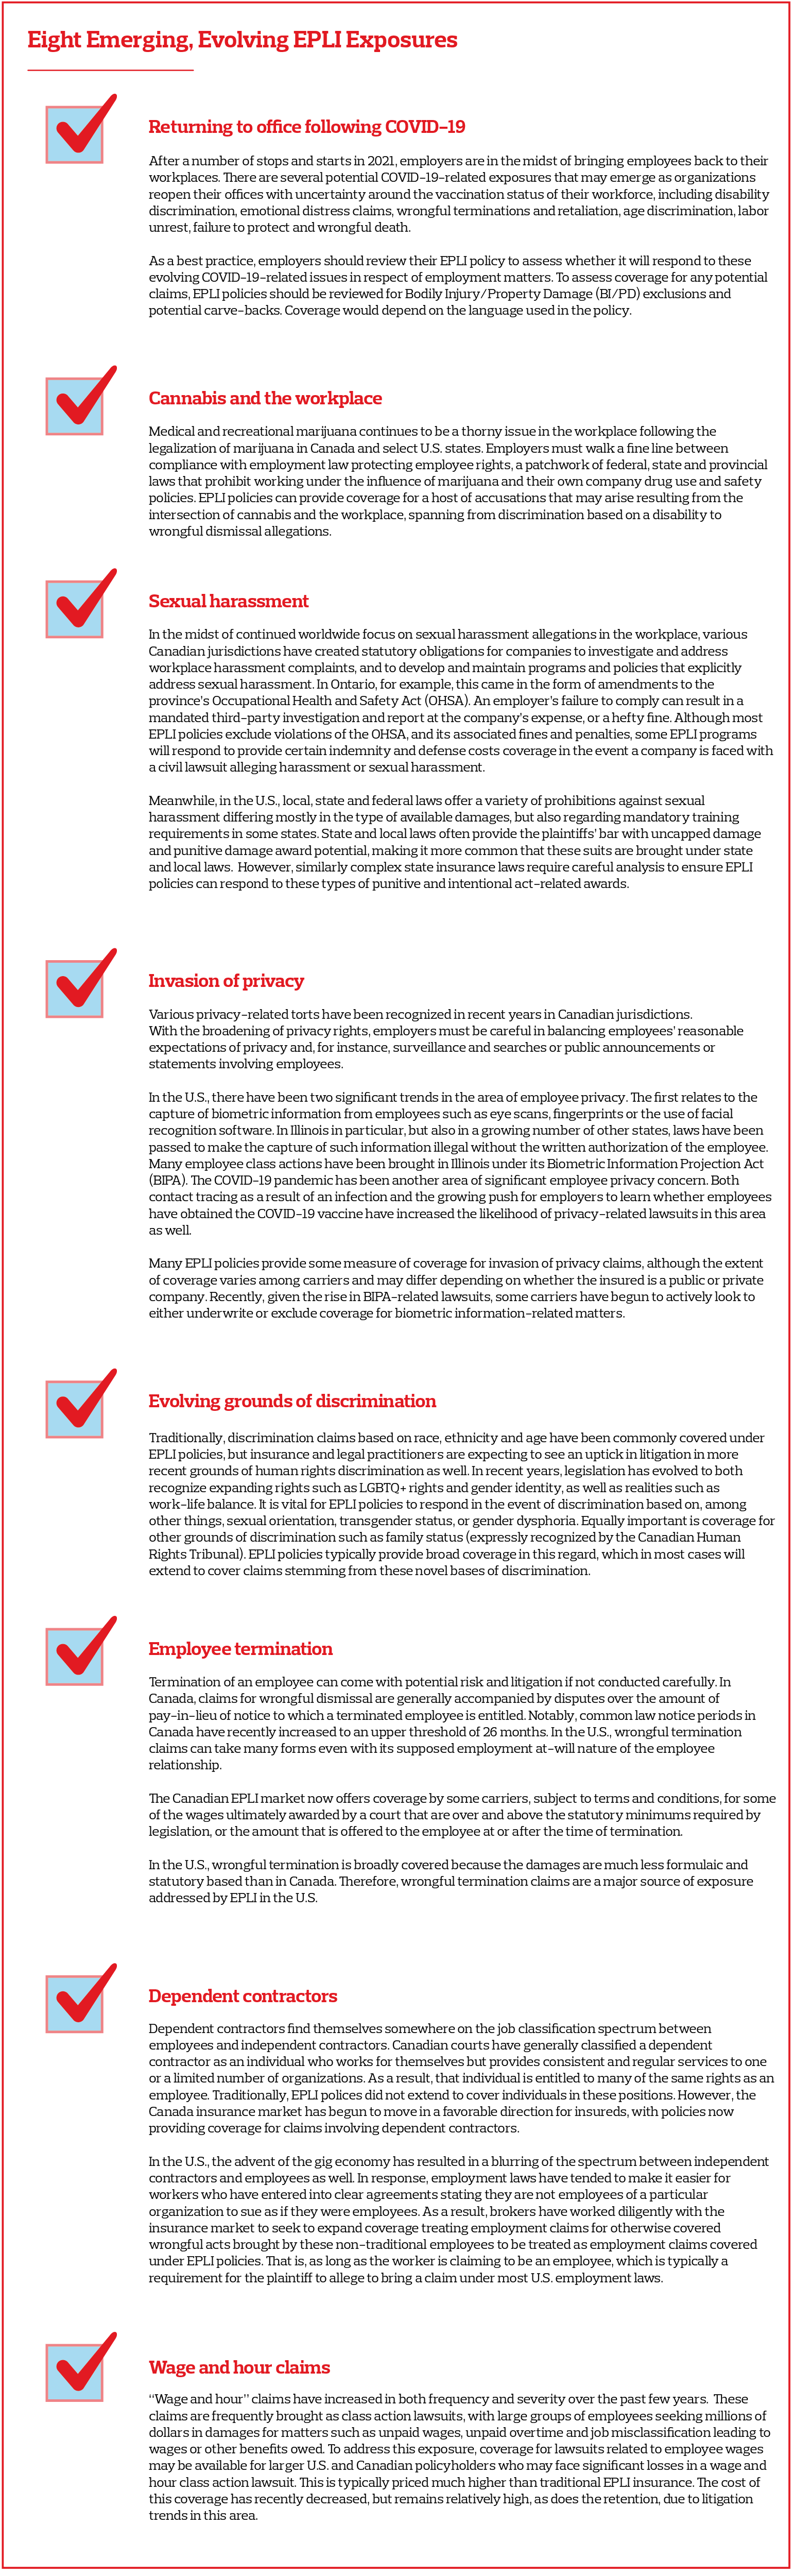 Eight Emerging, Evolving EPLI Exposures
Returning to office following COVID-19
After a number of stops and starts in 2021, employers are in the midst of bringing employees back to their
workplaces. There are several potential COVID-19-related exposures that may emerge as organizations
reopen their offices with uncertainty around the vaccination status of their workforce, including disability
discrimination, emotional distress claims, wrongful terminations and retaliation, age discrimination, labor
unrest, failure to protect and wrongful death.
As a best practice, employers should review their EPLI policy to assess whether it will respond to these
evolving COVID-19-related issues in respect of employment matters. To assess coverage for any potential
claims, EPLI policies should be reviewed for Bodily Injury/Property Damage (BI/PD) exclusions and
potential carve-backs. Coverage would depend on the language used in the policy.
Cannabis and the workplace
Medical and recreational marijuana continues to be a thorny issue in the workplace following the
legalization of marijuana in Canada and select U.S. states. Employers must walk a fine line between
compliance with employment law protecting employee rights, a patchwork of federal, state and provincial
laws that prohibit working under the influence of marijuana and their own company drug use and safety
policies. EPLI policies can provide coverage for a host of accusations that may arise resulting from the
intersection of cannabis and the workplace, spanning from discrimination based on a disability to
wrongful dismissal allegations.
Sexual harassment
In the midst of continued worldwide focus on sexual harassment allegations in the workplace, various
Canadian jurisdictions have created statutory obligations for companies to investigate and address
workplace harassment complaints, and to develop and maintain programs and policies that explicitly
address sexual harassment. In Ontario, for example, this came in the form of amendments to the
province's Occupational Health and Safety Act (OHSA). An employer's failure to comply can result in a
mandated third-party investigation and report at the company's expense, or a hefty fine. Although most
EPLI policies exclude violations of the OHSA, and its associated fines and penalties, some EPLI programs
will respond to provide certain indemnity and defense costs coverage in the event a company is faced with
a civil lawsuit alleging harassment or sexual harassment.
Meanwhile, in the U.S., local, state and federal laws offer a variety of prohibitions against sexual
harassment differing mostly in the type of available damages, but also regarding mandatory training
requirements in some states. State and local laws often provide the plaintiffs' bar with uncapped damage
and punitive damage award potential, making it more common that these suits are brought under state
and local laws. However, similarly complex state insurance laws require careful analysis to ensure EPLI
policies can respond to these types of punitive and intentional act-related awards.
Invasion of privacy
Various privacy-related torts have been recognized in recent years in Canadian jurisdictions.
With the broadening of privacy rights, employers must be careful in balancing employees' reasonable
expectations of privacy and, for instance, surveillance and searches or public announcements or
statements involving employees.
In the U.S., there have been two significant trends in the area of employee privacy. The first relates to the
capture of biometric information from employees such as eye scans, fingerprints or the use of facial
recognition software. In Illinois in particular, but also in a growing number of other states, laws have been
passed to make the capture of such information illegal without the written authorization of the employee.
Many employee class actions have been brought in Illinois under its Biometric Information Projection Act
(BIPA). The COVID-19 pandemic has been another area of significant employee privacy concern. Both
contact tracing as a result of an infection and the growing push for employers to learn whether employees
have obtained the COVID-19 vaccine have increased the likelihood of privacy-related lawsuits in this area
as well.
Many EPLI policies provide some measure of coverage for invasion of privacy claims, although the extent
of coverage varies among carriers and may differ depending on whether the insured is a public or private
company. Recently, given the rise in BIPA-related lawsuits, some carriers have begun to actively look to
either underwrite or exclude coverage for biometric information-related matters.
Evolving grounds of discrimination
Traditionally, discrimination claims based on race, ethnicity and age have been commonly covered under
EPLI policies, but insurance and legal practitioners are expecting to see an uptick in litigation in more
recent grounds of human rights discrimination as well. In recent years, legislation has evolved to both
recognize expanding rights such as LGBTQ+ rights and gender identity, as well as realities such as
work-life balance. It is vital for EPLI policies to respond in the event of discrimination based on, among
other things, sexual orientation, transgender status, or gender dysphoria. Equally important is coverage for
other grounds of discrimination such as family status (expressly recognized by the Canadian Human
Rights Tribunal). EPLI policies typically provide broad coverage in this regard, which in most cases will
extend to cover claims stemming from these novel bases of discrimination.
Employee termination
Termination of an employee can come with potential risk and litigation if not conducted carefully. In
Canada, claims for wrongful dismissal are generally accompanied by disputes over the amount of
pay-in-lieu of notice to which a terminated employee is entitled. Notably, common law notice periods in
Canada have recently increased to an upper threshold of 26 months. In the U.S., wrongful termination
claims can take many forms even with its supposed employment at-will nature of the employee
relationship.
The Canadian EPLI market now offers coverage by some carriers, subject to terms and conditions, for some
of the wages ultimately awarded by a court that are over and above the statutory minimums required by
legislation, or the amount that is offered to the employee at or after the time of termination.
In the U.S., wrongful termination is broadly covered because the damages are much less formulaic and
statutory based than in Canada. Therefore, wrongful termination claims are a major source of exposure
addressed by EPLI in the U.S.
Dependent contractors
Dependent contractors find themselves somewhere on the job classification spectrum between
employees and independent contractors. Canadian courts have generally classified a dependent
contractor as an individual who works for themselves but provides consistent and regular services to one
or a limited number of organizations. As a result, that individual is entitled to many of the same rights as an
employee. Traditionally, EPLI polices did not extend to cover individuals in these positions. However, the
Canada insurance market has begun to move in a favorable direction for insureds, with policies now
providing coverage for claims involving dependent contractors.
In the U.S., the advent of the gig economy has resulted in a blurring of the spectrum between independent
contractors and employees as well. In response, employment laws have tended to make it easier for
workers who have entered into clear agreements stating they are not employees of a particular
organization to sue as if they were employees. As a result, brokers have worked diligently with the
insurance market to seek to expand coverage treating employment claims for otherwise covered
wrongful acts brought by these non-traditional employees to be treated as employment claims covered
under EPLI policies. That is, as long as the worker is claiming to be an employee, which is typically a
requirement for the plaintiff to allege to bring a claim under most U.S. employment laws.
Wage and hour claims
"Wage and hour" claims have increased in both frequency and severity over the past few years. These
claims are frequently brought as class action lawsuits, with large groups of employees seeking millions of
dollars in damages for matters such as unpaid wages, unpaid overtime and job misclassification leading to
wages or other benefits owed. To address this exposure, coverage for lawsuits related to employee wages
may be available for larger U.S. and Canadian policyholders who may face significant losses in a wage and
hour class action lawsuit. This is typically priced much higher than traditional EPLI insurance. The cost of
this coverage has recently decreased, but remains relatively high, as does the retention, due to litigation
trends in this area.